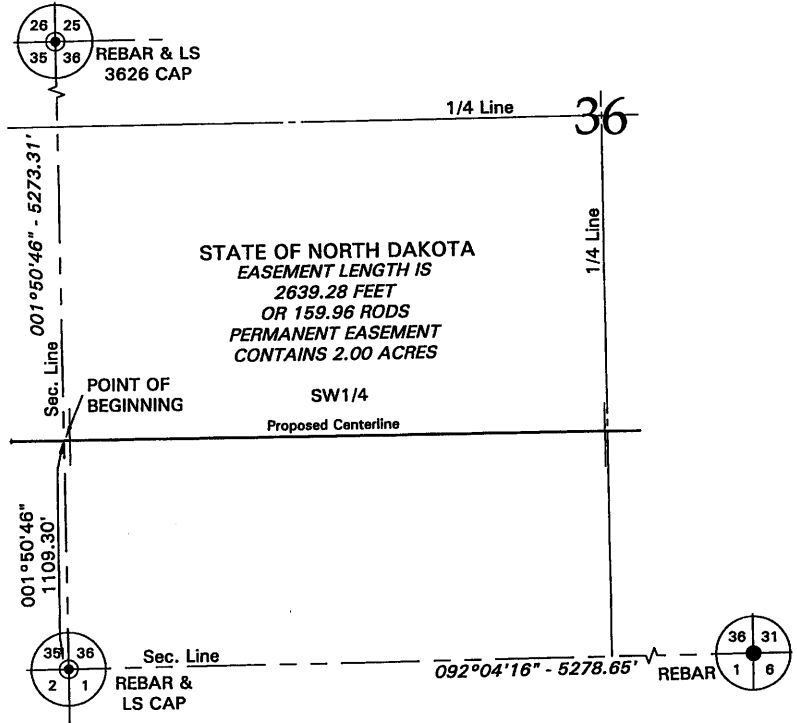 26 25
35 36
REBAR & LS
3626 CAP
1/4 Line
36
001°50'46" - 5273.31'
1/4 Line
STATE OF NORTH DAKOTA
EASEMENT LENGTH IS
2639.28 FEET
OR 159.96 RODS
PERMANENT EASEMENT
CONTAINS 2.00 ACRES
Sec. Line
POINT OF
BEGINNING
SW1/4
Proposed Centerline
001°50'46"
1109.30'
35 36
2 1
Sec. Line
REBAR &
LS CAP
092°04'16" - 5278.65'
REBAR
36 31
1 6